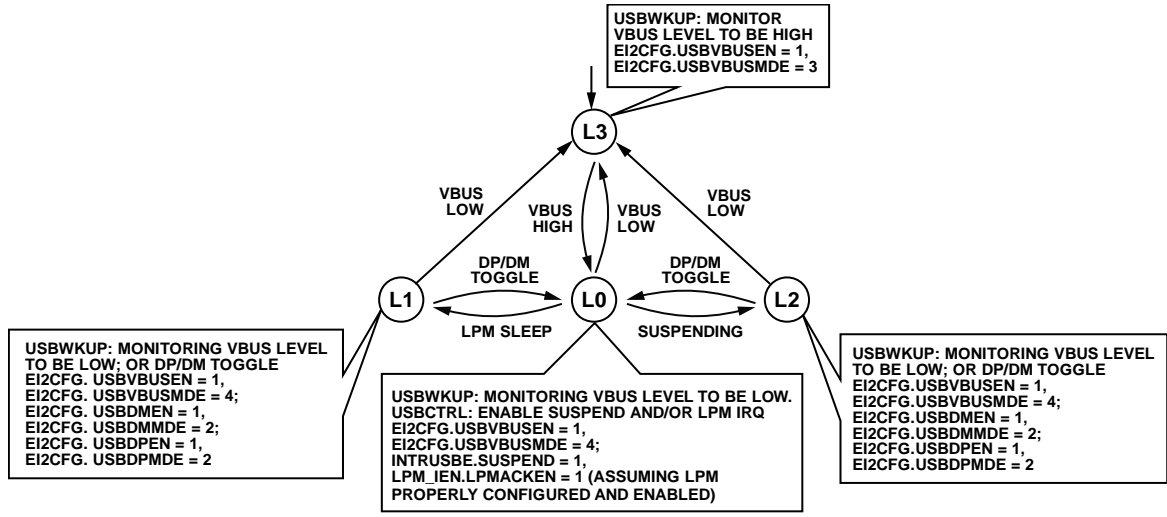 USBWKUP: MONITOR
VBUS LEVEL TO BE HIGH
EI2CFG.USBVBUSEN = 1,
EI2CFG.USBVBUSMDE = 3
L3
VBUS
LOW
VBUS
HIGH
VBUS
LOW
VBUS
LOW
DP/DM
TOGGLE
DP/DM
TOGGLE
L1
L0
L2
LPM SLEEP
SUSPENDING
USBWKUP: MONITORING VBUS LEVEL
TO BE LOW; OR DP/DM TOGGLE
EI2CFG. USBVBUSEN = 1,
EI2CFG. USBVBUSMDE = 4;
EI2CFG. USBDMEN = 1,
EI2CFG. USBDMMDE = 2;
EI2CFG. USBDPEN = 1,
EI2CFG. USBDPMDE = 2
USBWKUP: MONITORING VBUS LEVEL TO BE LOW.
USBCTRL: ENABLE SUSPEND AND/OR LPM IRQ
EI2CFG.USBVBUSEN = 1,
EI2CFG.USBVBUSMDE = 4;
INTRUSBE.SUSPEND = 1,
LPM_IEN.LPMACKEN = 1 (ASSUMING LPM
PROPERLY CONFIGURED AND ENABLED)
USBWKUP: MONITORING VBUS LEVEL
TO BE LOW; OR DP/DM TOGGLE
EI2CFG.USBVBUSEN = 1,
EI2CFG.USBVBUSMDE = 4;
EI2CFG.USBDMEN = 1,
EI2CFG.USBDMMDE = 2;
EI2CFG.USBDPEN = 1,
EI2CFG.USBDPMDE = 2